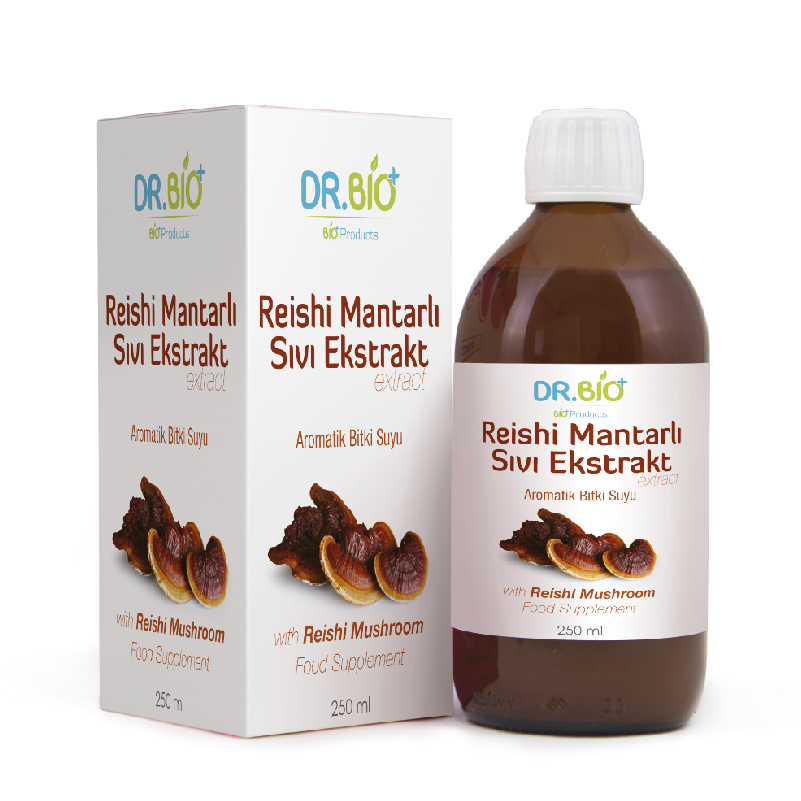 DR.BIO+
BIO+Products
Reishi Mantarlı
Sıvı Ekstrakt
extract
Aromatik Bitki Suyu
with Reishi Mushroom
Food Supplement
250 m
DR.BIO+
BIO+Products
Reishi Mantarlı
Sıvı Ekstrakt
extract
Aromatik Bitki Suyu
with Reishi Mushroom
Food Supplement
250 ml
DR.BIO+
BIO+Products
Reishi Mantarlı
Sıvı Ekstrakt
extract
Aromatik Bitki Suyu
with Reishi Mushroom
Food Supplement
250 ml